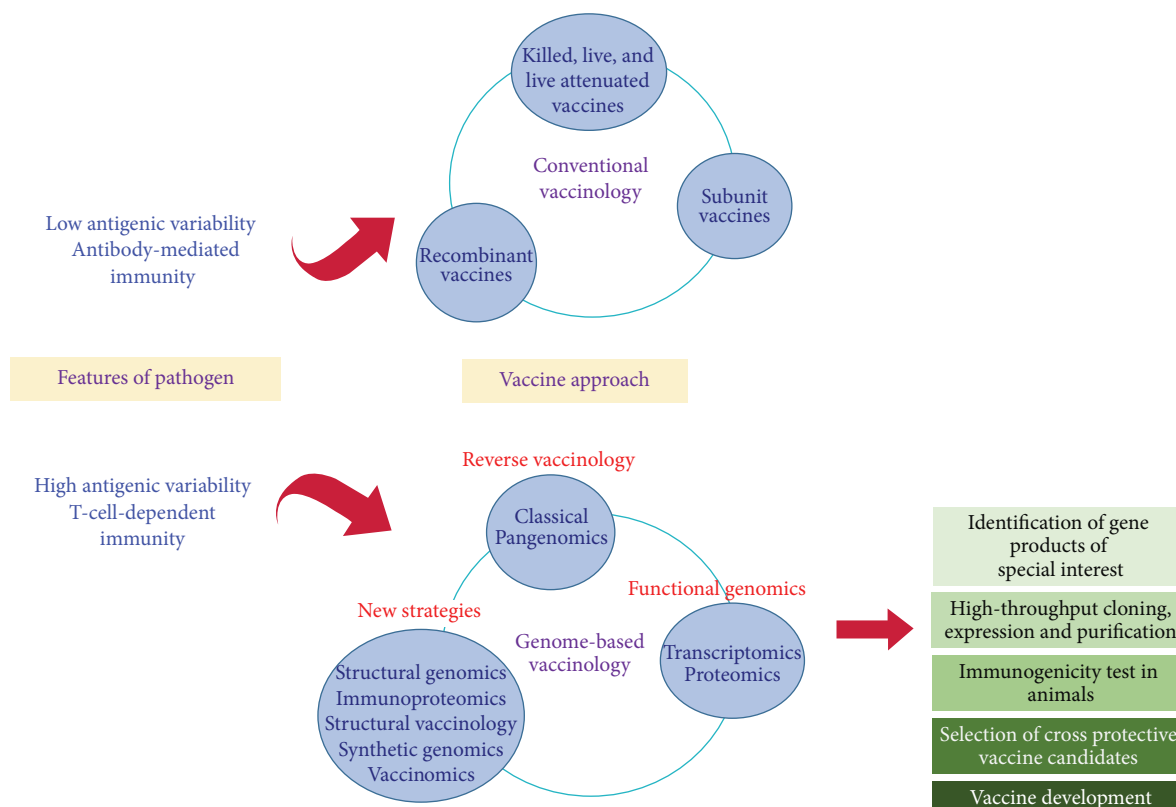 Killed, live, and
live attenuated
vaccines
Conventional
vaccinology
Subunit
vaccines
Recombinant
vaccines
Low antigenic variability
Antibody-mediated
immunity
Features of pathogen
Vaccine approach
High antigenic variability
T-cell-dependent
immunity
Reverse vaccinology
Classical
Pangenomics
Functional genomics
Transcriptomics
Proteomics
New strategies
Structural genomics
Immunoproteomics
Structural vaccinology
Synthetic genomics
Vaccinomics
Genome-based
vaccinology
Identification of gene
products of
special interest
High-throughput cloning,
expression and purification
Immunogenicity test in
animals
Selection of cross protective
vaccine candidates
Vaccine development